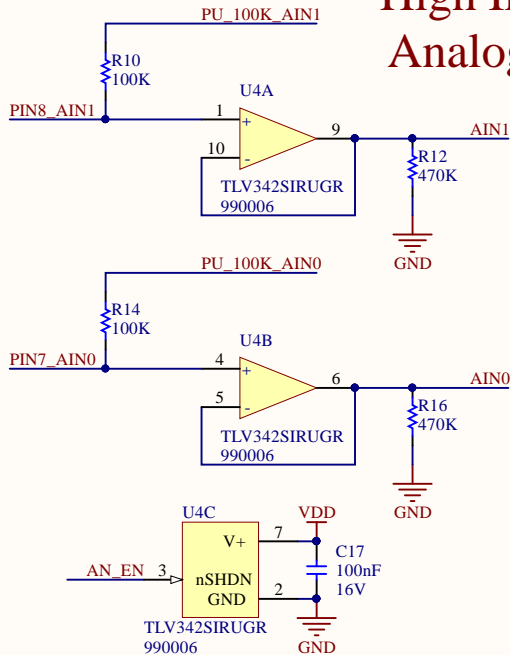 High
Analog
PU_100K_AIN1
R10
100K
PIN8_AIN1
U4A
1
+
10
-
9
AIN1
TLV342SIRUGR
990006
R12
470K
GND
PU_100K_AIN0
R14
100K
PIN7_AIN0
U4B
4
+
5
-
6
AIN0
TLV342SIRUGR
990006
R16
470K
GND
U4C
VDD
V+
7
AN_EN
3
nSHDN
GND
2
C17
100nF
16V
TLV342SIRUGR
990006
GND